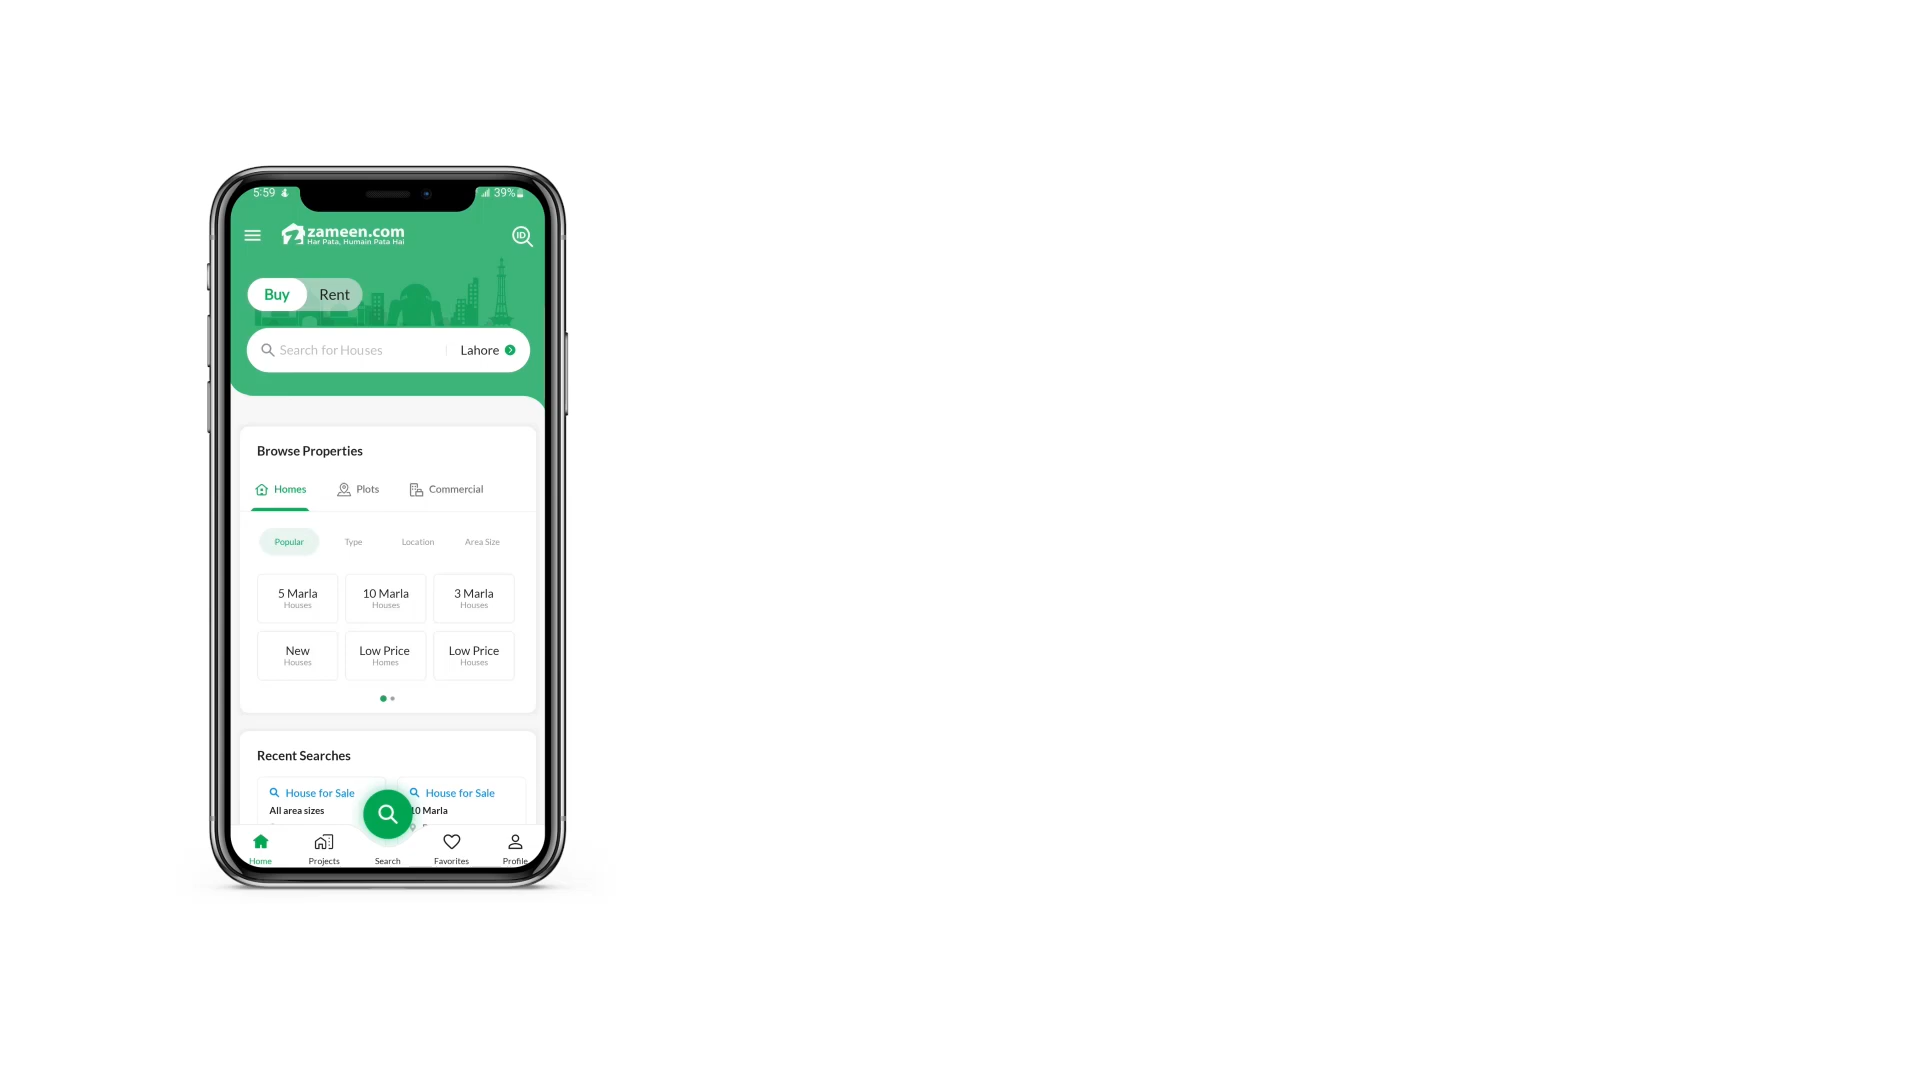 5:59
39%
zameen.com
Har Pata, Humain Pata Hai
ID
Buy
Rent
Search for Houses
Lahore
Browse Properties
Homes
Plots
Commercial
Popular
Type
Location
Area Size
5 Marla
Houses
10 Marla
Houses
3 Marla
Houses
New
Houses
Low Price
Homes
Low Price
Houses
Recent Searches
House for Sale
All area sizes
House for Sale
10 Marla
Home
Projects
Search
Favorites
Profile